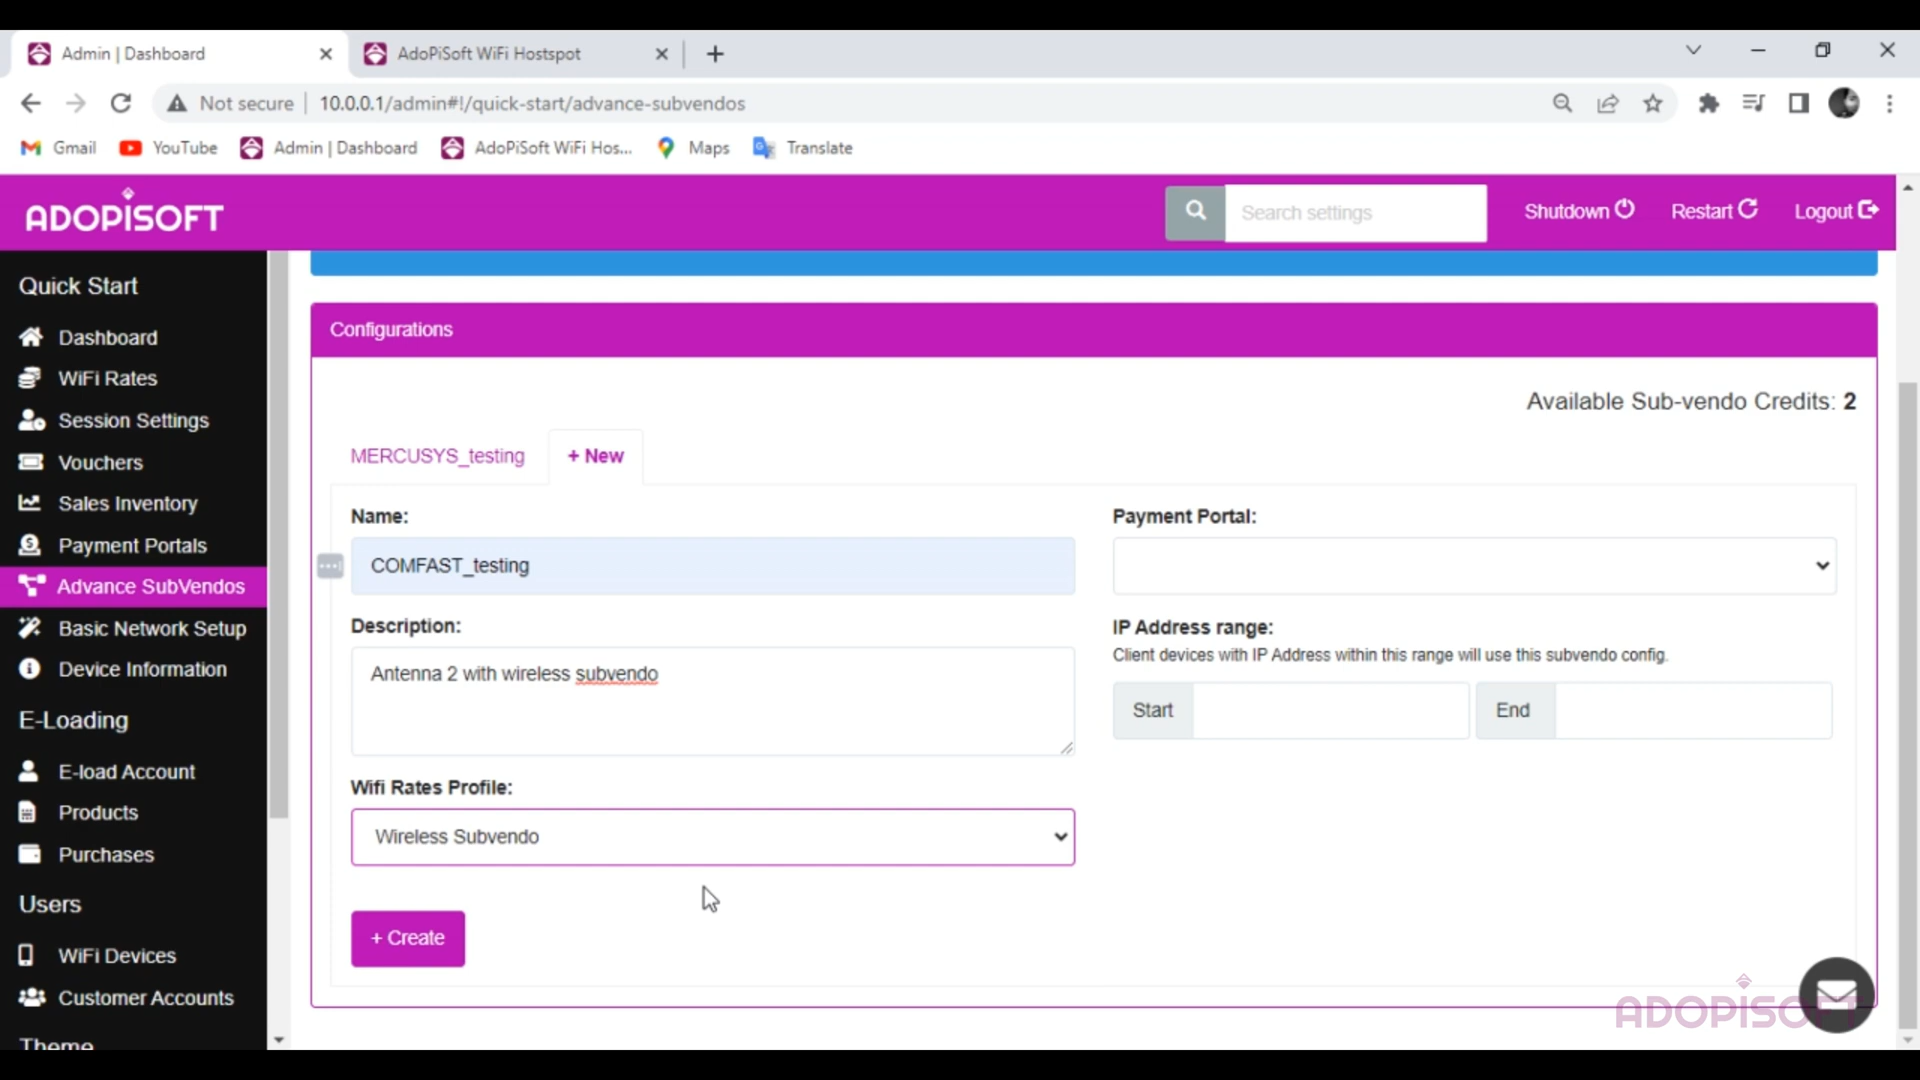 Admin | Dashboard
AdoPiSoft WiFi Hostspot
Not secure
10.0.0.1/admin#!/quick-start/advance-subvendos
Gmail
YouTube
Admin | Dashboard
AdoPiSoft WiFi Hos...
Maps
Translate
ADOPISOFT
Search settings
Shutdown
Restart
Logout
Quick Start
Dashboard
WiFi Rates
Session Settings
Vouchers
Sales Inventory
Payment Portals
Advance SubVendos
Basic Network Setup
Device Information
E-Loading
E-load Account
Products
Purchases
Users
WiFi Devices
Customer Accounts
Theme
Configurations
Available Sub-vendo Credits: 2
MERCUSYS_testing
+ New
Name:
COMFAST_testing
Description:
Antenna 2 with wireless subvendo
Wifi Rates Profile:
Wireless Subvendo
+ Create
Payment Portal:
IP Address range:
Client devices with IP Address within this range will use this subvendo config.
Start
End
ADOPISOFT